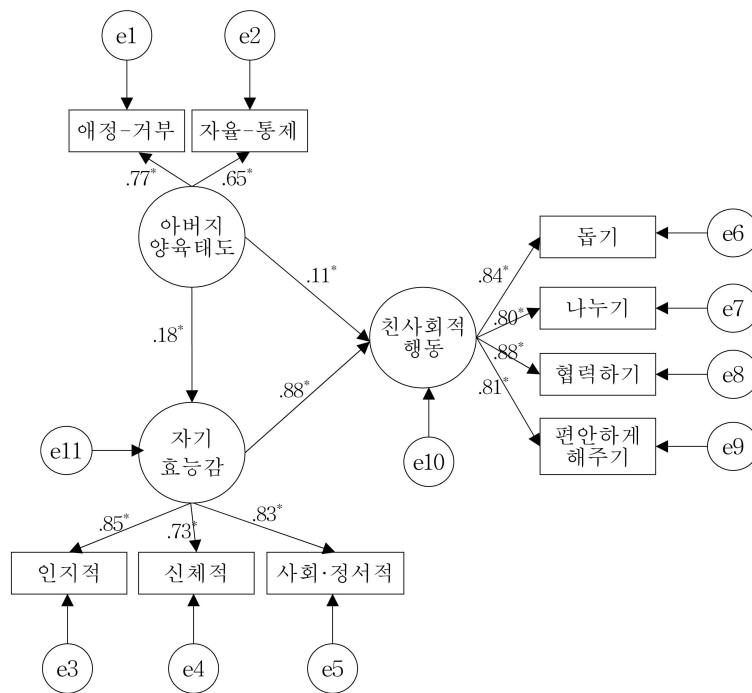 e1
e2
애정-거부
자율-통제
.77*
.65*
아버지
양육태도
돕기
e6
.11*
.84*
나누기
e7
.80*
친사회적
행동
.18*
.88*
협력하기
e8
.88*
.81*
편안하게
해주기
e9
자기
효능감
e11
e10
.85*
.73*
.83*
인지적
신체적
사회·정서적
e3
e4
e5